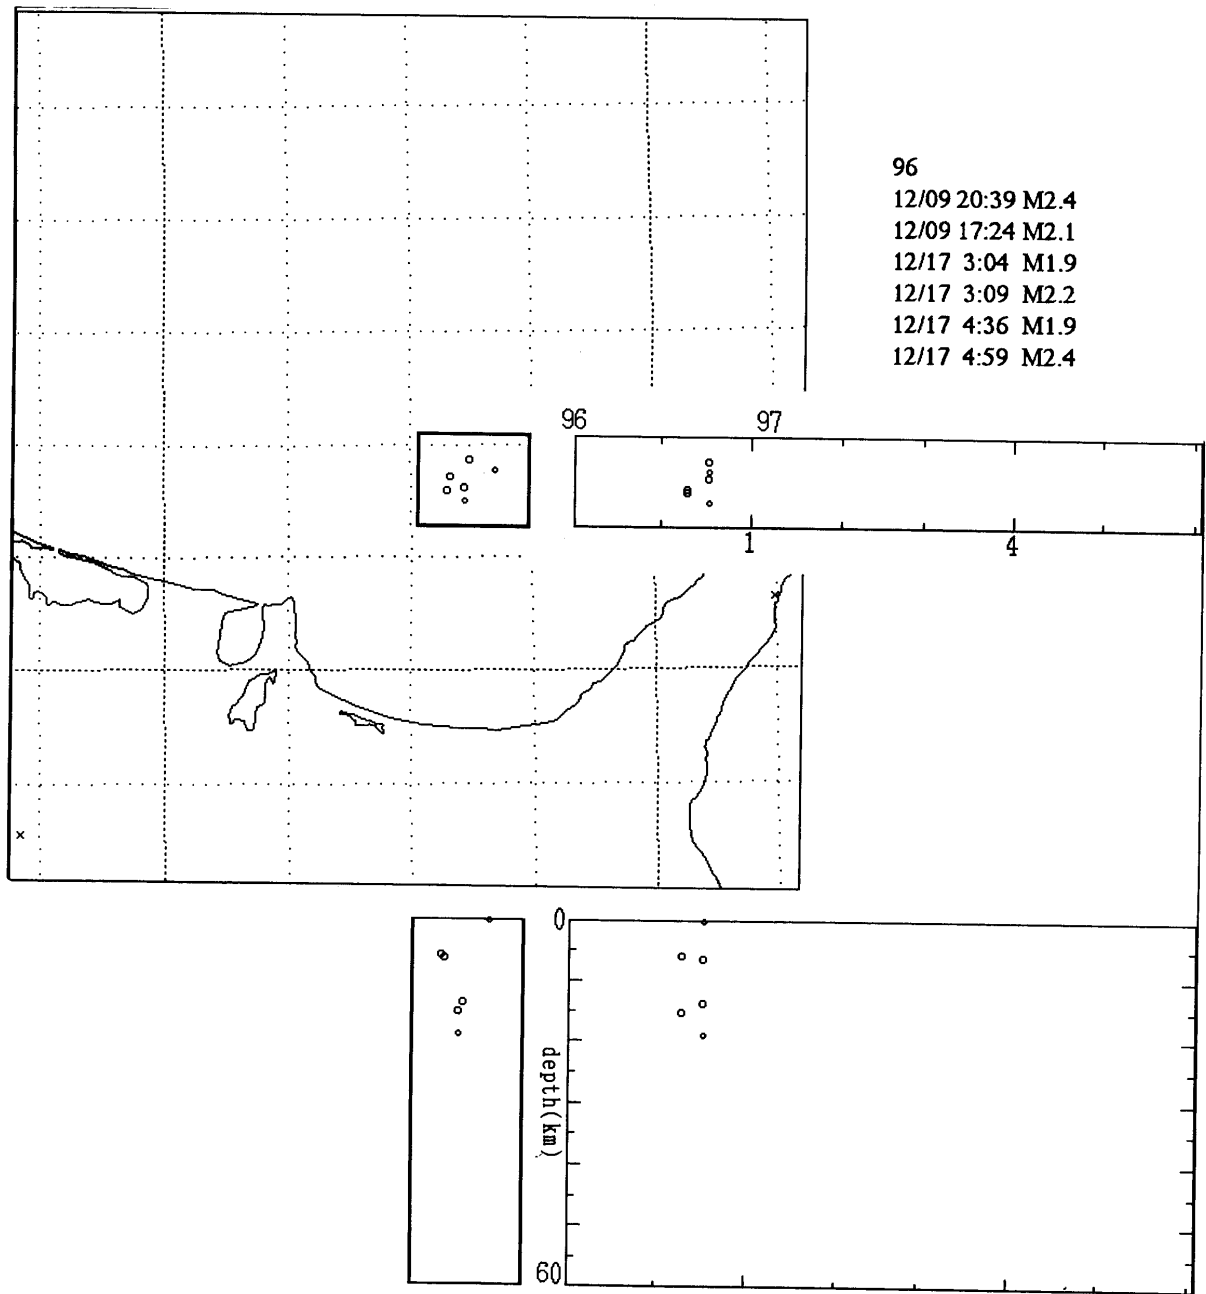 96
12/09 20:39 M2.4
12/09 17:24 M2.1
12/17 3:04 M1.9
12/17 3:09 M2.2
12/17 4:36 M1.9
12/17 4:59 M2.4
96 97
1 4
0
depth(km)
60